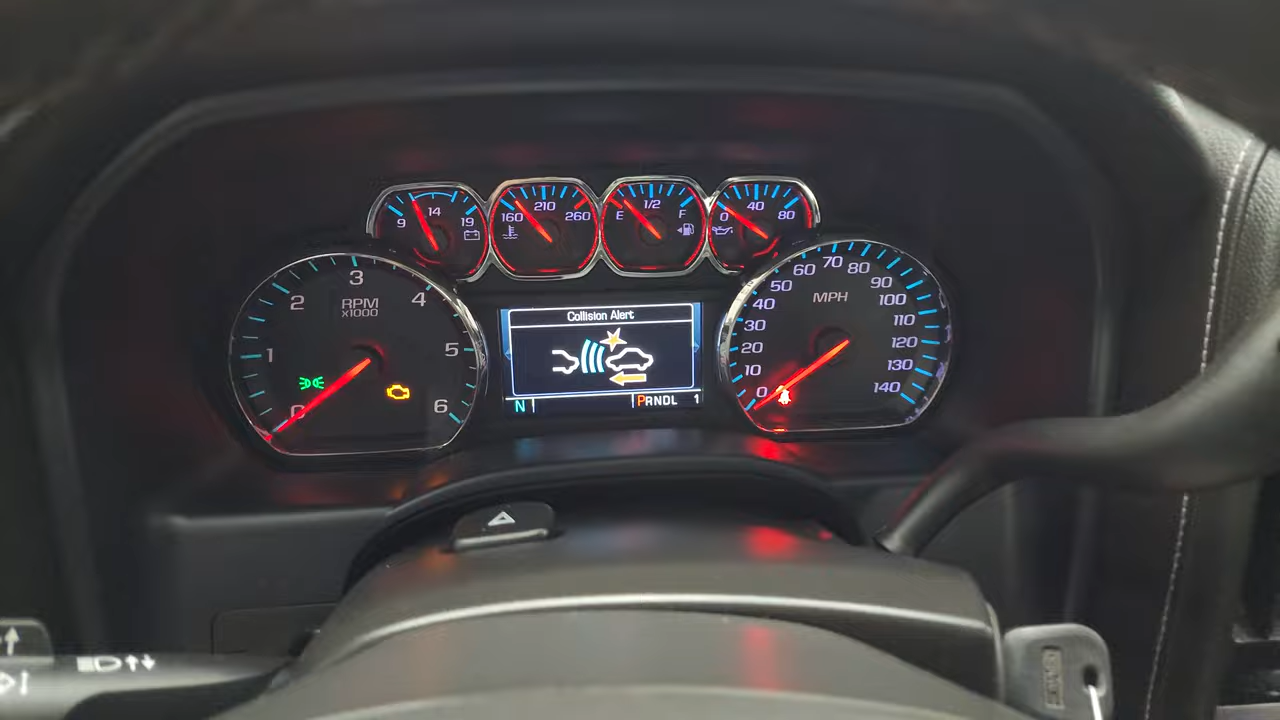 9 14 19
160 210 260
E 1/2 F
0 40 80
0 1 2 3 4 5 6
RPM
x1000
Collision Alert
N PRNDL 1
0 10 20 30 40 50 60 70 80 90 100 110 120 130 140
MPH